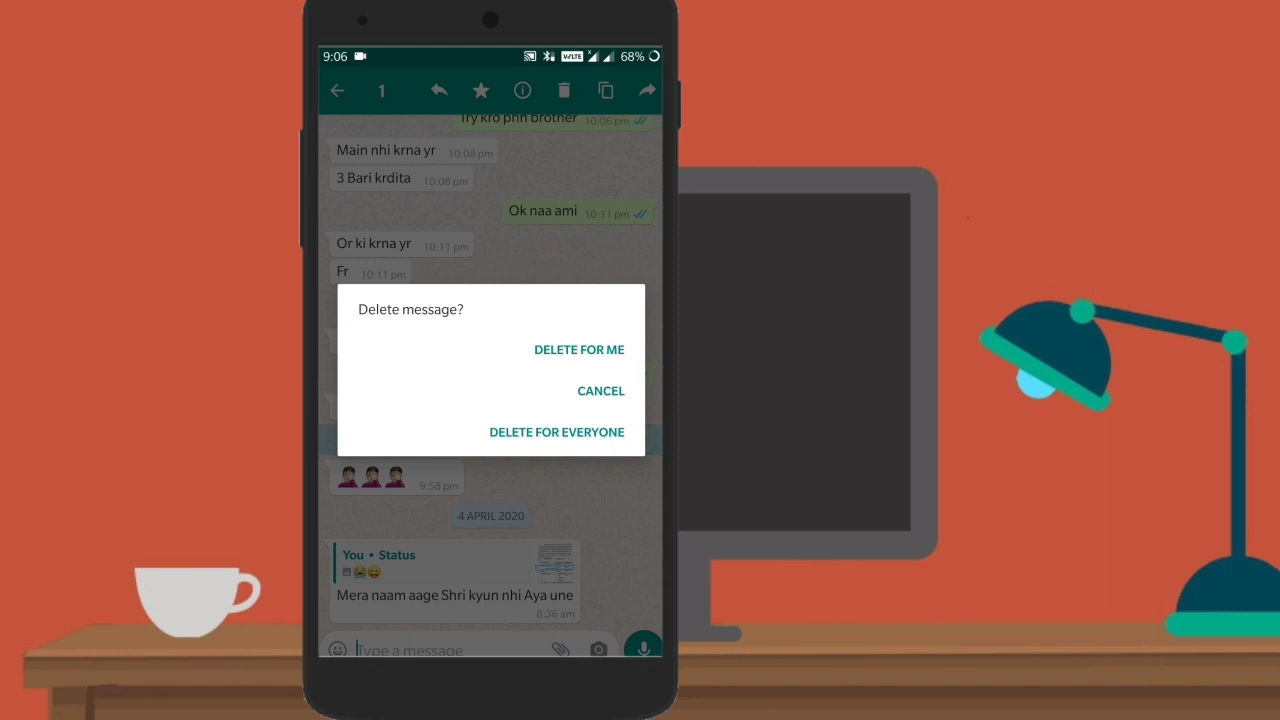 9:06
VoLTE
x
68%
1
Try kro phn brother 10:06 pm
Main nhi krna yr 10:08 pm
3 Bari krdita 10:08 pm
Ok naa ami 10:11 pm
Or ki krna yr 10:11 pm
Fr 10:11 pm
Delete message?
DELETE FOR ME
CANCEL
DELETE FOR EVERYONE
9:58 pm
4 APRIL 2020
You • Status
Mera naam aage Shri kyun nhi Aya une
8:36 am
Type a message